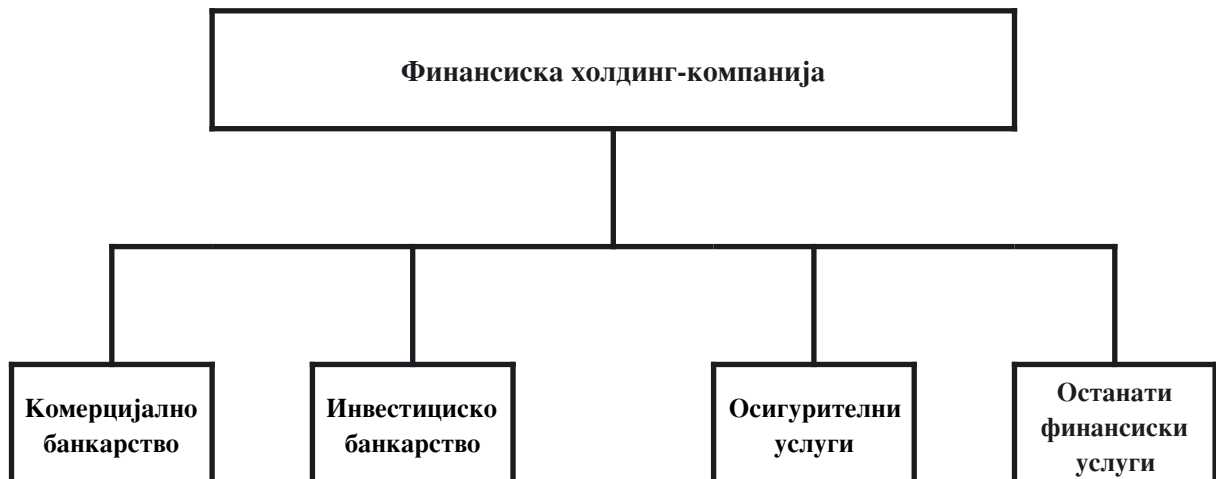 Финансиска холдинг-компанија
Комерцијално
банкарство
Инвестициско
банкарство
Осигурителни
услуги
Останати
финансиски
услуги